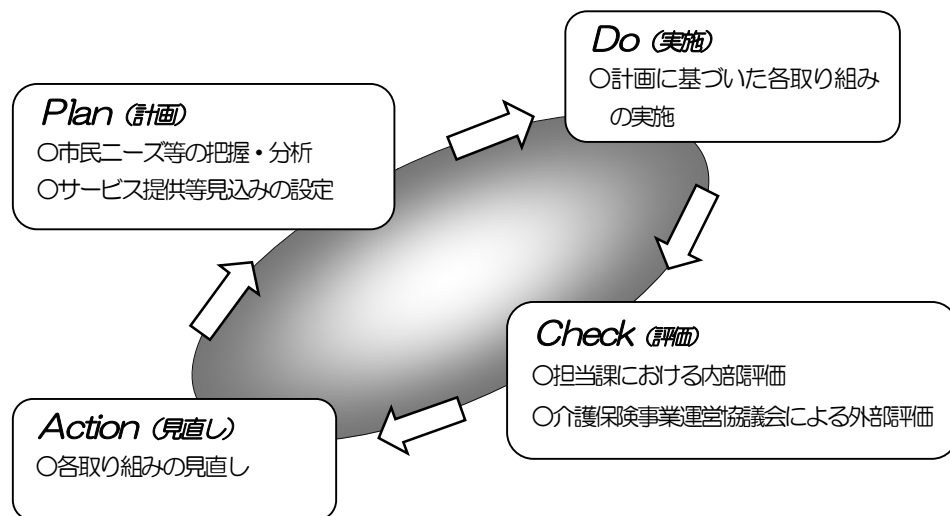 Plan (計画)
○市民ニーズ等の把握・分析
○サービス提供等見込みの設定
Do (実施)
○計画に基づいた各取り組み
の実施
Check (評価)
○担当課における内部評価
○介護保険事業運営協議会による外部評価
Action (見直し)
○各取り組みの見直し